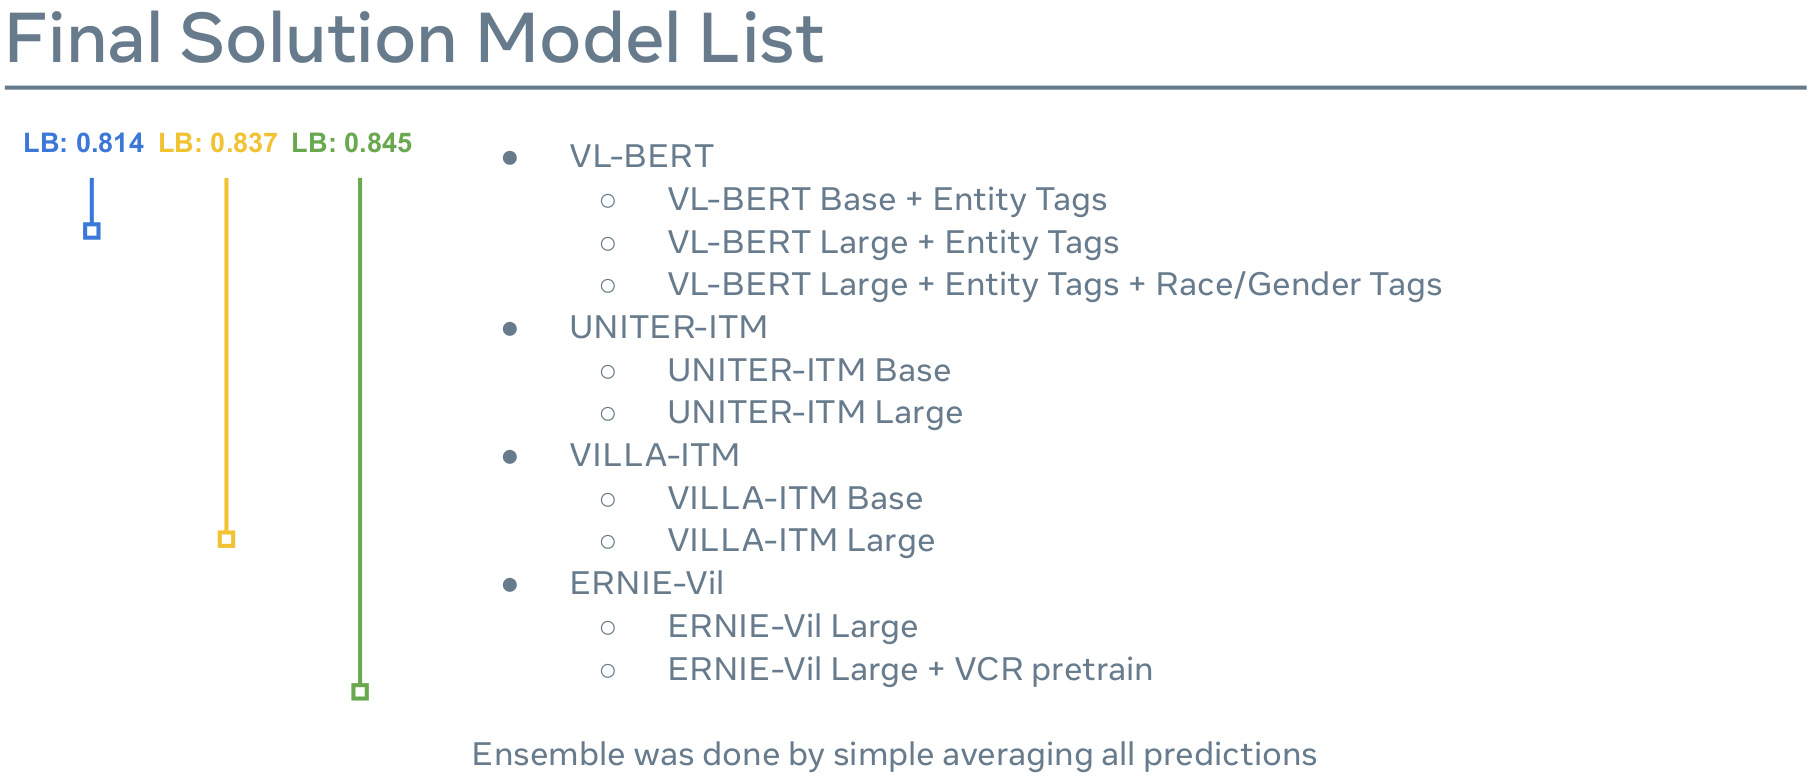 Final Solution Model List
LB: 0.814 LB: 0.837 LB: 0.845
● VL-BERT
○ VL-BERT Base + Entity Tags
○ VL-BERT Large + Entity Tags
○ VL-BERT Large + Entity Tags + Race/Gender Tags
● UNITER-ITM
○ UNITER-ITM Base
○ UNITER-ITM Large
● VILLA-ITM
○ VILLA-ITM Base
○ VILLA-ITM Large
● ERNIE-Vil
○ ERNIE-Vil Large
○ ERNIE-Vil Large + VCR pretrain
Ensemble was done by simple averaging all predictions